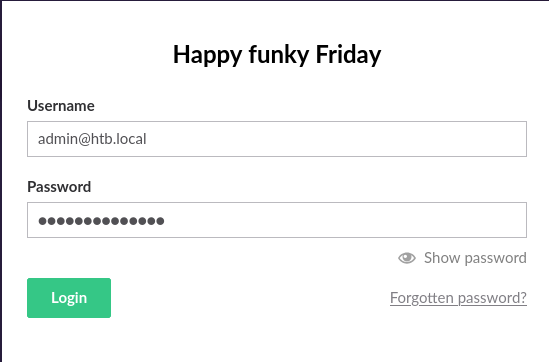 Happy funky Friday
Username
admin@htb.local
Password
●●●●●●●●●●●●●●
Show password
Login
Forgotten password?